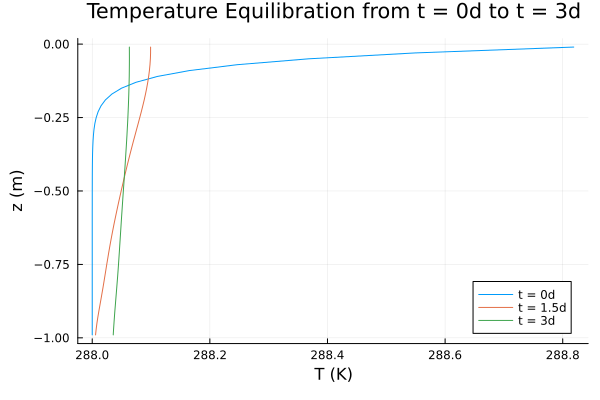 Temperature Equilibration from t = 0d to t = 3d
z (m)
0.00
−0.25
−0.50
−0.75
−1.00
288.0 288.2 288.4 288.6 288.8
T (K)
t = 0d
t = 1.5d
t = 3d